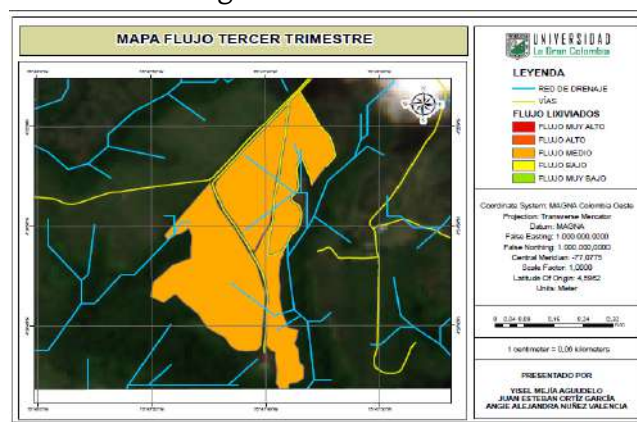 MAPA FLUJO TERCER TRIMESTRE
UNIVERSIDAD
La Gran Colombia
LEYENDA
RED DE DRENAJE
VÍAS
FLUJO LIXIVIADOS
FLUJO MUY ALTO
FLUJO ALTO
FLUJO MEDIO
FLUJO BAJO
FLUJO MUY BAJO
Coordinate System: MAGNA Colombia Oeste
Projection: Transverse Mercator
Datum: MAGNA
False Easting: 1.000.000,0000
False Northing: 1.000.000,0000
Central Meridian: -77,0775
Scale Factor: 1,0000
Latitude Of Origin: 4,5962
Units: Meter
0 0,04 0,08 0,16 0,24 0,32
1 centimeter = 0,06 kilometers
PRESENTADO POR
YISEL MEJÍA AGUDELO
JUAN ESTEBAN ORTÍZ GARCÍA
ANGIE ALEJANDRA NUÑEZ VALENCIA